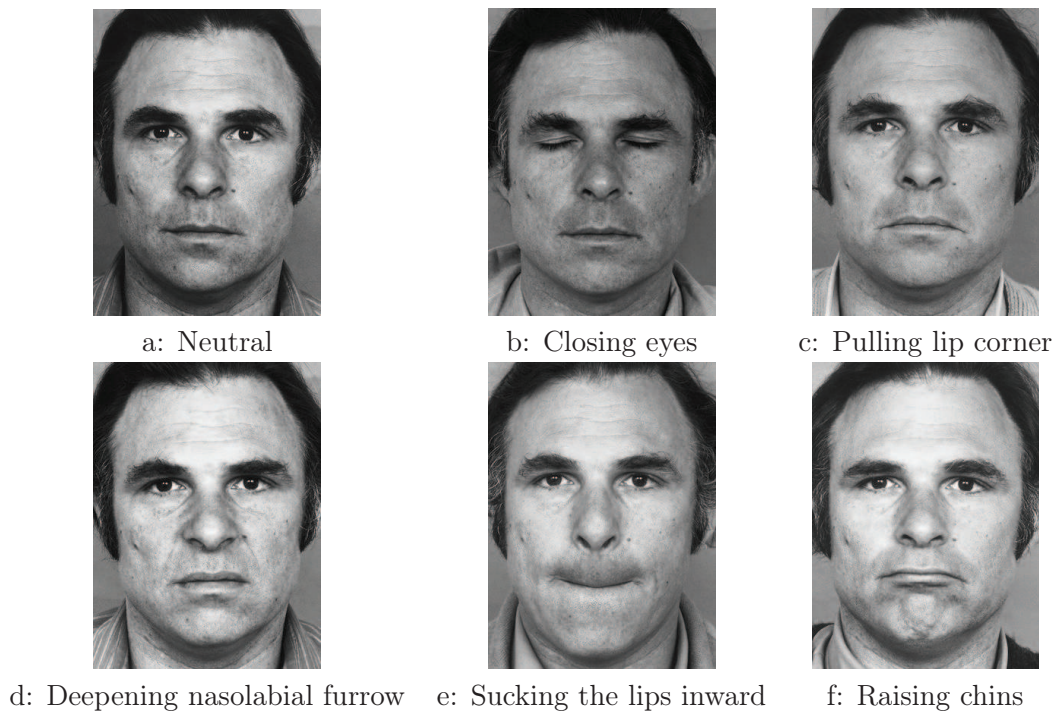 a: Neutral
b: Closing eyes
c: Pulling lip corner
d: Deepening nasolabial furrow
e: Sucking the lips inward
f: Raising chins